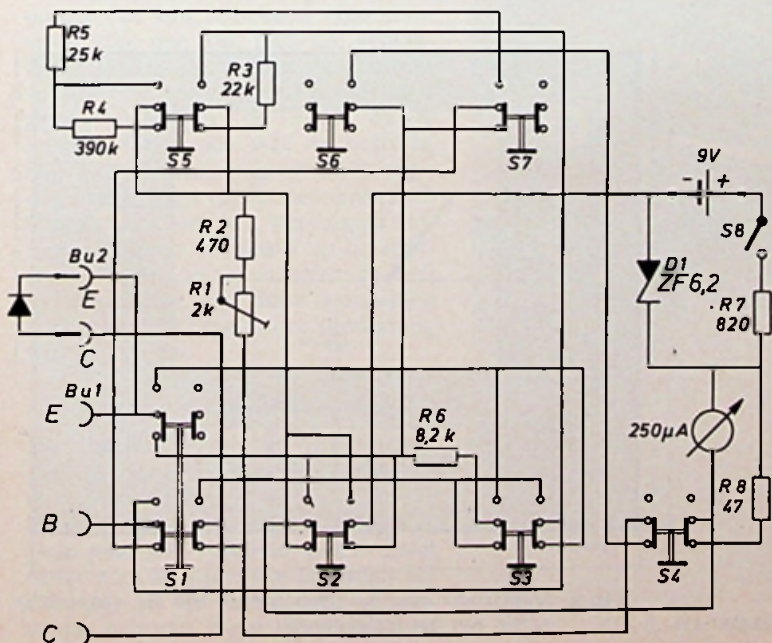 R5
25k
R3
22k
R4
390k
S5
S6
S7
9V
- +
S8
R2
470
D1
ZF6,2
Bu2
E
R1
2k
R7
820
C
Bu1
E
R6
8,2k
250µA
R8
47
B
S1
S2
S3
S4
C